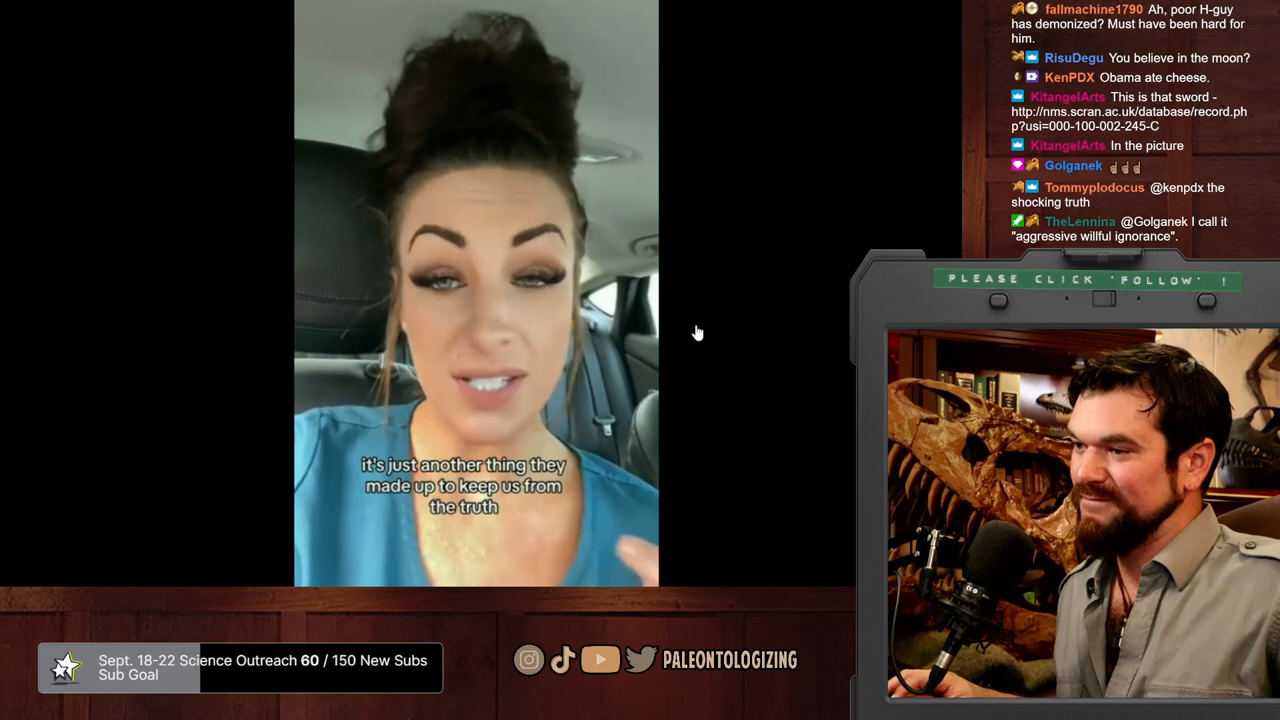 fallmachine1790 Ah, poor H-guy
has demonized? Must have been hard for
him.
RisuDegu You believe in the moon?
KenPDX Obama ate cheese.
KitangelArts This is that sword -
http://nms.scran.ac.uk/database/record.ph
p?usi=000-100-002-245-C
KitangelArts In the picture
Golganek
Tommyplodocus @kenpdx the
shocking truth
TheLennina @Golganek I call it
"aggressive willful ignorance".
PLEASE CLICK 'FOLLOW' !
it's just another thing they
made up to keep us from
the truth
Sept. 18-22 Science Outreach 60 / 150 New Subs
Sub Goal
PALEONTOLOGIZING